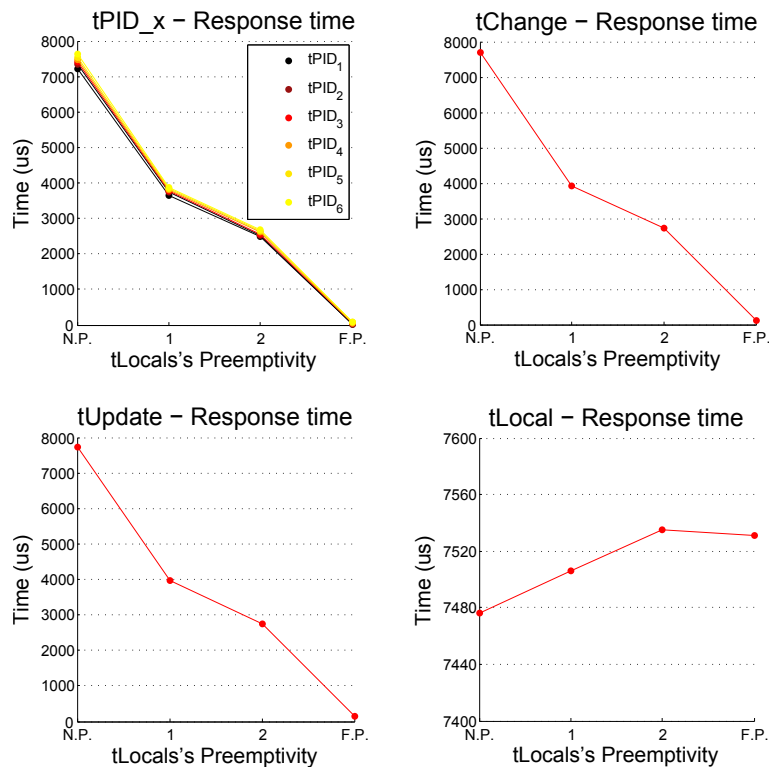 tPID_x − Response time
8000
7000
6000
5000
4000
3000
2000
1000
0
Time (us)
tPID1
tPID2
tPID3
tPID4
tPID5
tPID6
N.P.
1
2
F.P.
tLocals's Preemptivity
tChange − Response time
8000
7000
6000
5000
4000
3000
2000
1000
0
Time (us)
N.P.
1
2
F.P.
tLocals's Preemptivity
tUpdate − Response time
8000
7000
6000
5000
4000
3000
2000
1000
0
Time (us)
N.P.
1
2
F.P.
tLocals's Preemptivity
tLocal − Response time
7600
7560
7520
7480
7440
7400
Time (us)
N.P.
1
2
F.P.
tLocals's Preemptivity